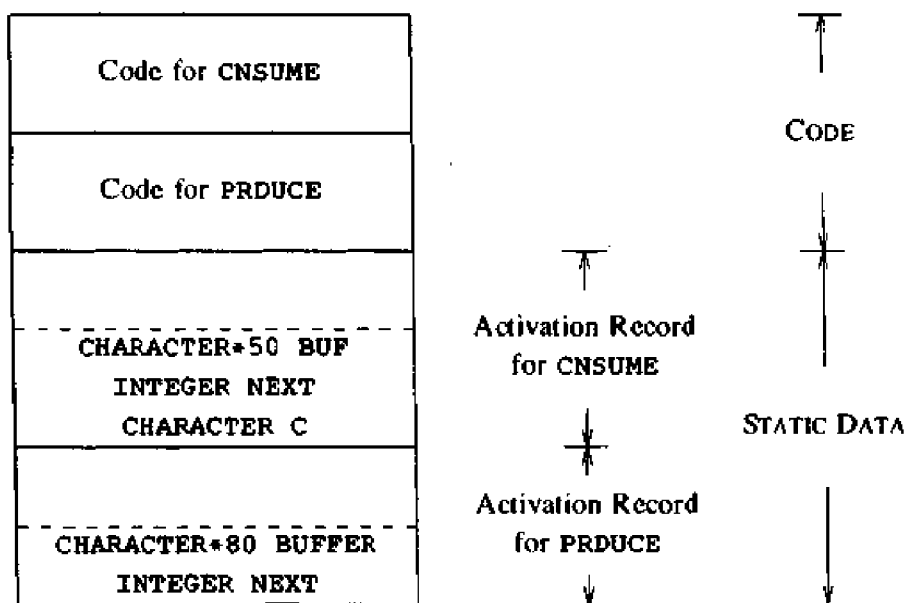 Code for CNSUME
CODE
Code for PRDUCE
Activation Record
for CNSUME
CHARACTER*50 BUF
INTEGER NEXT
CHARACTER C
STATIC DATA
Activation Record
for PRDUCE
CHARACTER*80 BUFFER
INTEGER NEXT